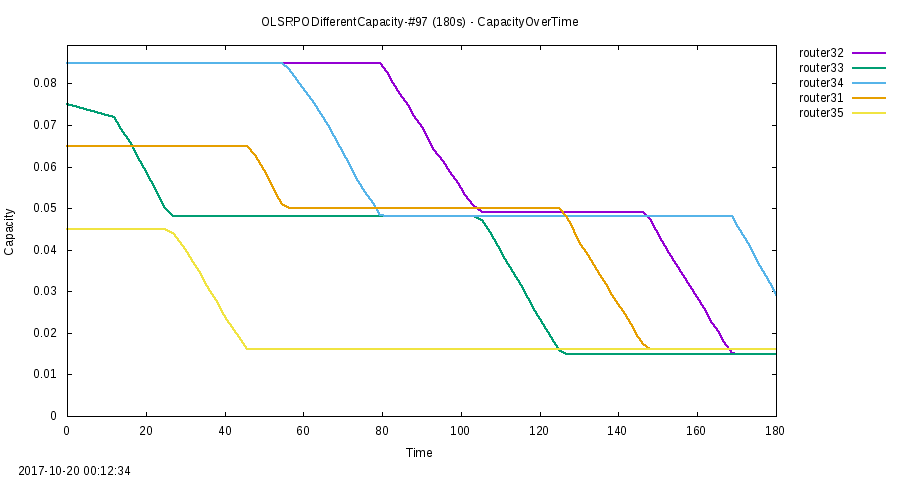 OLSRPODifferentCapacity-#97 (180s) - CapacityOverTime
router32
router33
router34
router31
router35
0.08
0.07
0.06
0.05
0.04
0.03
0.02
0.01
0
Capacity
0 20 40 60 80 100 120 140 160 180
Time
2017-10-20 00:12:34